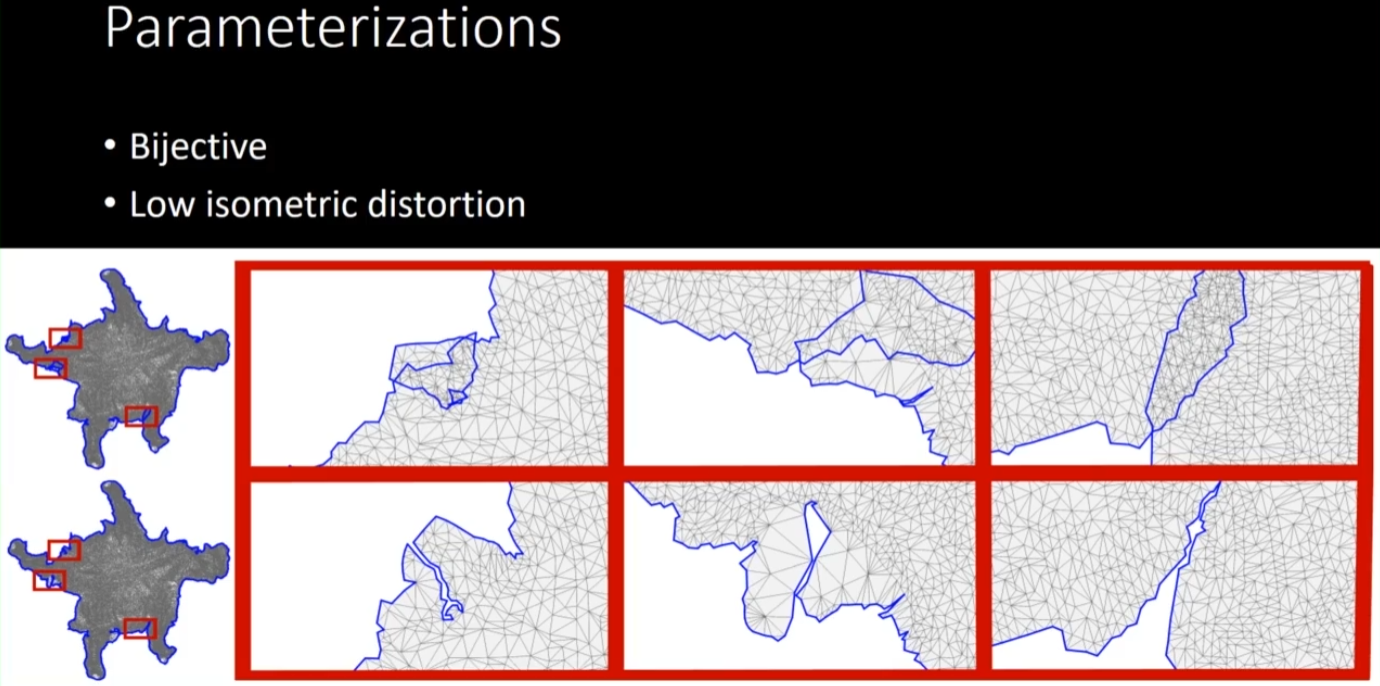 Parameterizations
• Bijective
• Low isometric distortion